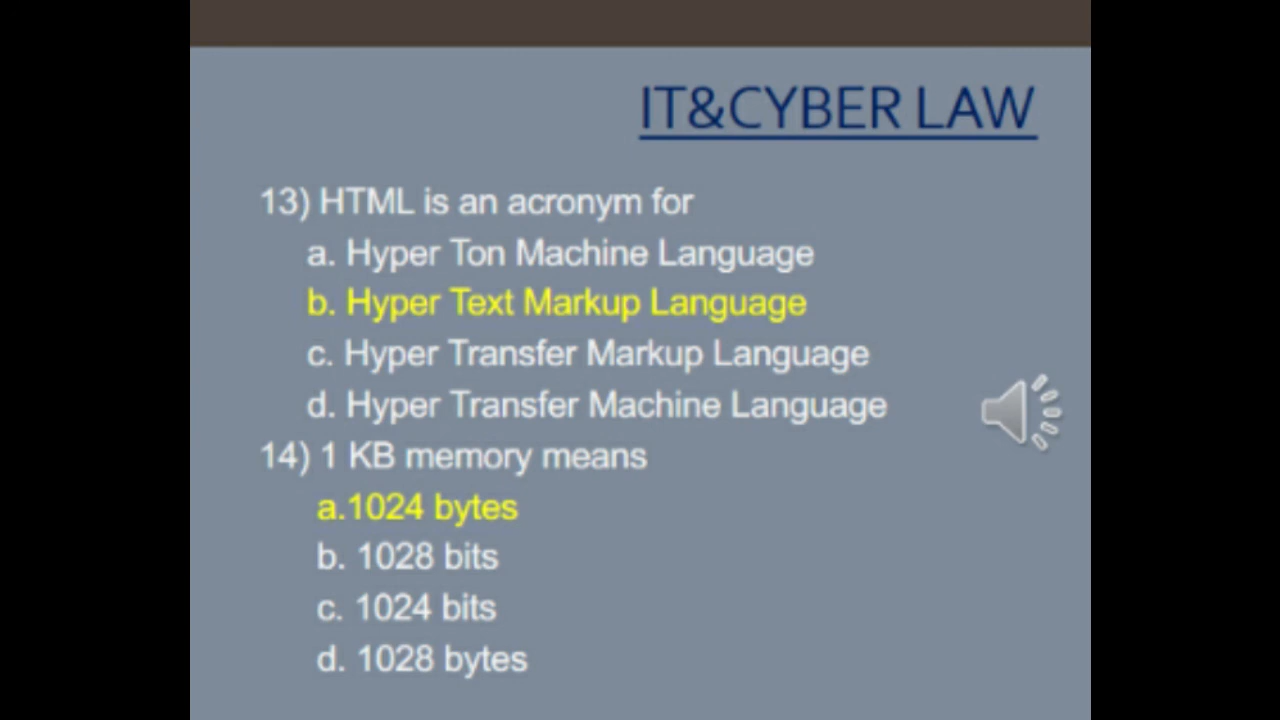 IT&CYBER LAW
13) HTML is an acronym for
a. Hyper Ton Machine Language
b. Hyper Text Markup Language
c. Hyper Transfer Markup Language
d. Hyper Transfer Machine Language
14) 1 KB memory means
a.1024 bytes
b. 1028 bits
c. 1024 bits
d. 1028 bytes